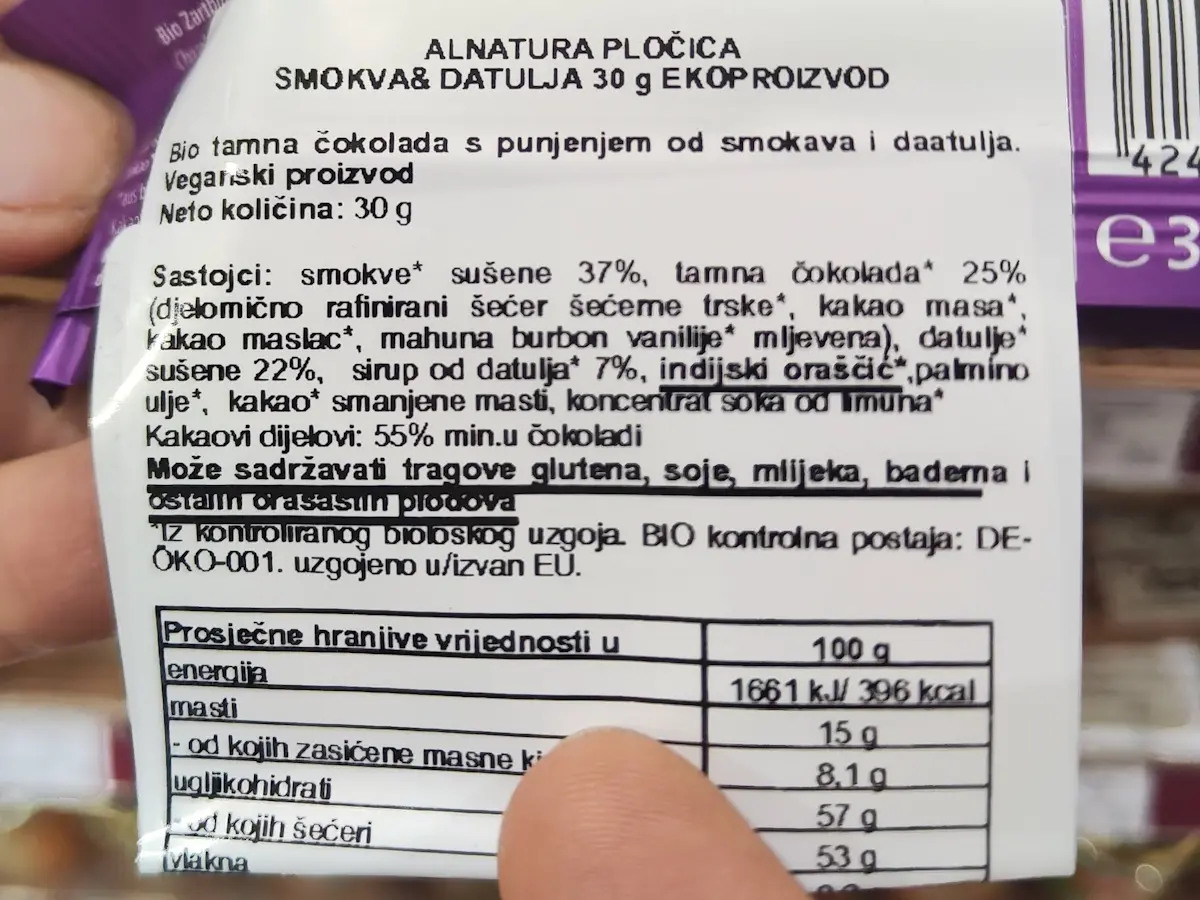 Bio Zartbi
ALNATURA PLOČICA
SMOKVA& DATULJA 30 g EKOPROIZVOD
Bio tamna čokolada s punjenjem od smokava i daatulja.
Veganski proizvod
Neto količina: 30 g
Sastojci: smokve* sušene 37%, tamna čokolada* 25%
(djelomično rafinirani šećer šećerne trske*, kakao masa*,
kakao maslac*, mahuna burbon vanilije* mljevena), datulje*
sušene 22%, sirup od datulja* 7%, indijski oraščić*,palmino
ulje*, kakao* smanjene masti, koncentrat soka od limuna*
Kakaovi dijelovi: 55% min.u čokoladi
Može sadržavati tragove glutena, soje, mlijeka, badema i
ostalih orašastih plodova
*iz kontroliranog biološkog uzgoja. BIO kontrolna postaja: DE-
ÖKO-001. uzgojeno u/izvan EU.
Prosječne hranjive vrijednosti u 100 g
energija 1661 kJ/ 396 kcal
masti 15 g
- od kojih zasićene masne ki 8,1 g
ugljikohidrati 57 g
- od kojih šećeri 53 g
vlakna
424
e3